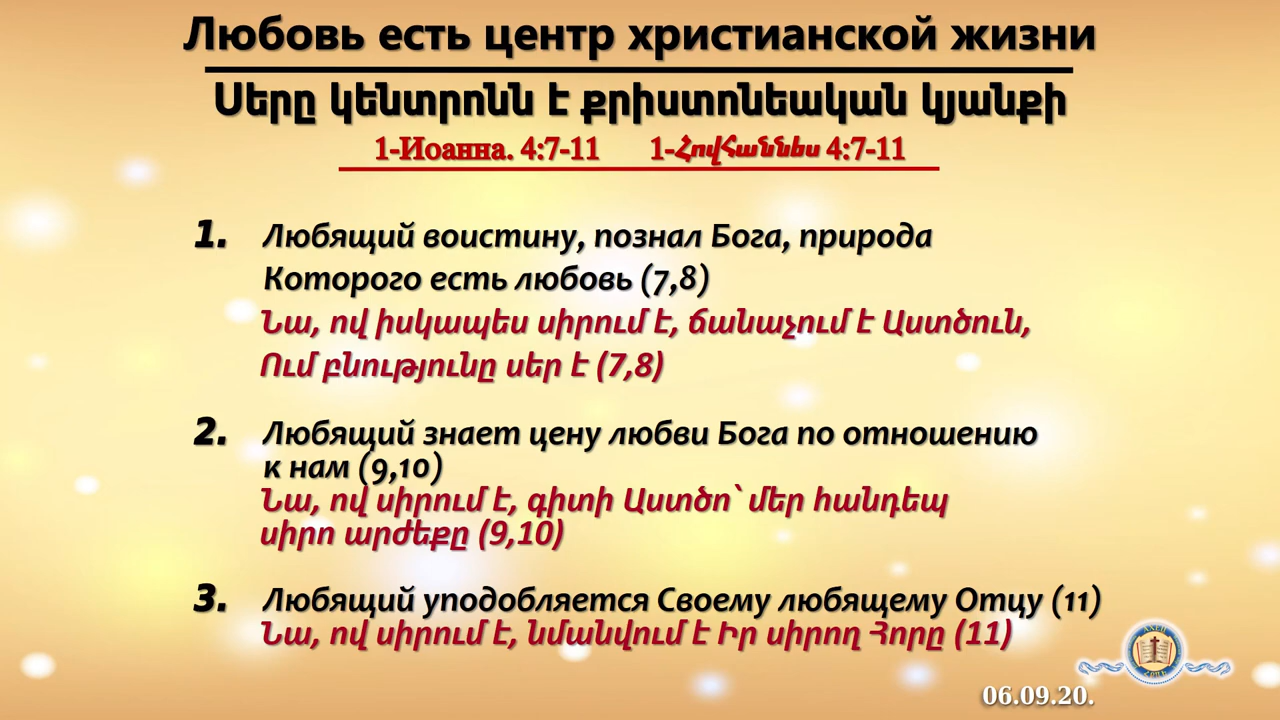 Любовь есть центр христианской жизни
Սերը կենտրոնն է քրիստոնեական կյանքի
1-Иоанна. 4:7-11 1-Հովհաննես 4:7-11
1. Любящий воистину, познал Бога, природа
Которого есть любовь (7,8)
Նա, ով իսկապես սիրում է, ճանաչում է Աստծուն,
Ում բնությունը սեր է (7,8)
2. Любящий знает цену любви Бога по отношению
к нам (9,10)
Նա, ով սիրում է, գիտի Աստծո՝ մեր հանդեպ
սիրո արժեքը (9,10)
3. Любящий уподобляется Своему любящему Отцу (11)
Նա, ով սիրում է, նմանվում է Իր սիրող Հորը (11)
06.09.20.